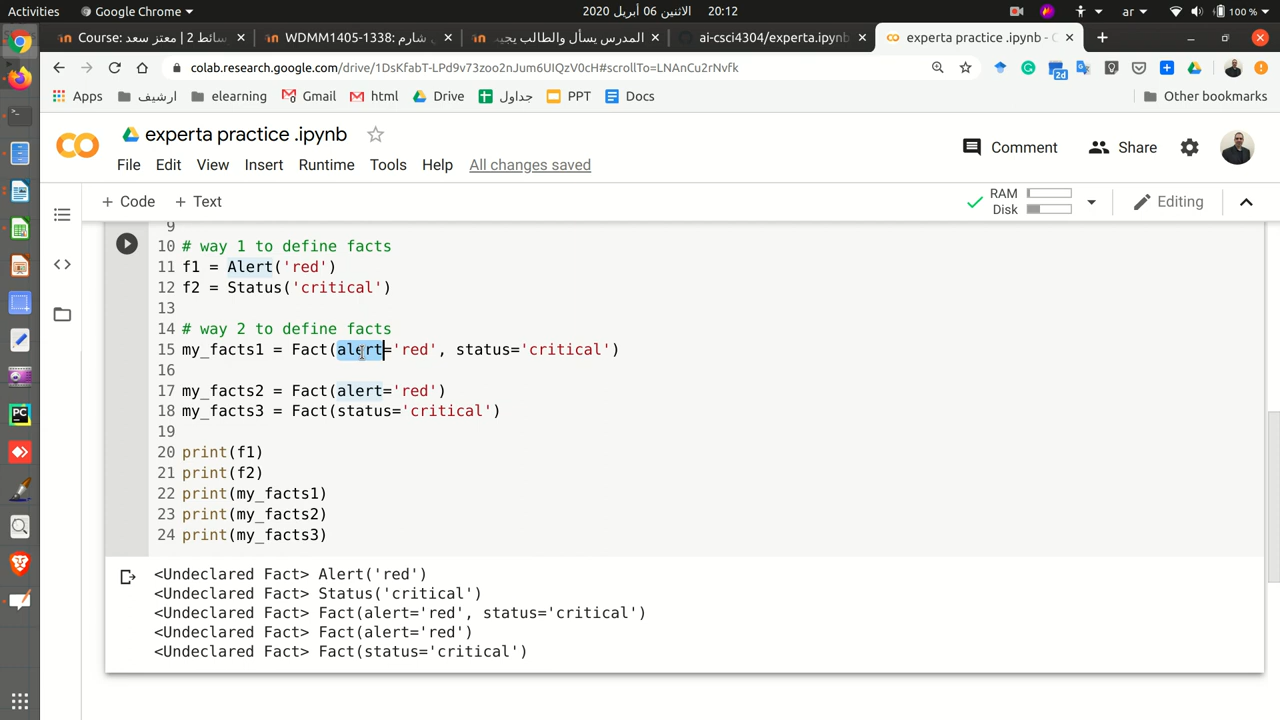 Activities Google Chrome 2020 الاثنين 06 أبريل 20:12 ar 100 %
Course: معتز سعد | 2 سائط WDMM1405-1338: شارم المدرس يسأل والطالب يجيد ai-csci4304/experta.ipynb experta practice .ipynb - C
colab.research.google.com/drive/1DsKfabT-LPd9v73zoo2nJum6UIQzV0cH#scrollTo=LNAnCu2rNvfk 2d
Apps ارشيف elearning Gmail html Drive جداول PPT Docs Other bookmarks
experta practice .ipynb
File Edit View Insert Runtime Tools Help All changes saved Comment Share
+ Code + Text RAM Disk Editing
9
10 # way 1 to define facts
11 f1 = Alert('red')
12 f2 = Status('critical')
13
14 # way 2 to define facts
15 my_facts1 = Fact(alert='red', status='critical')
16
17 my_facts2 = Fact(alert='red')
18 my_facts3 = Fact(status='critical')
19
20 print(f1)
21 print(f2)
22 print(my_facts1)
23 print(my_facts2)
24 print(my_facts3)
<Undeclared Fact> Alert('red')
<Undeclared Fact> Status('critical')
<Undeclared Fact> Fact(alert='red', status='critical')
<Undeclared Fact> Fact(alert='red')
<Undeclared Fact> Fact(status='critical')